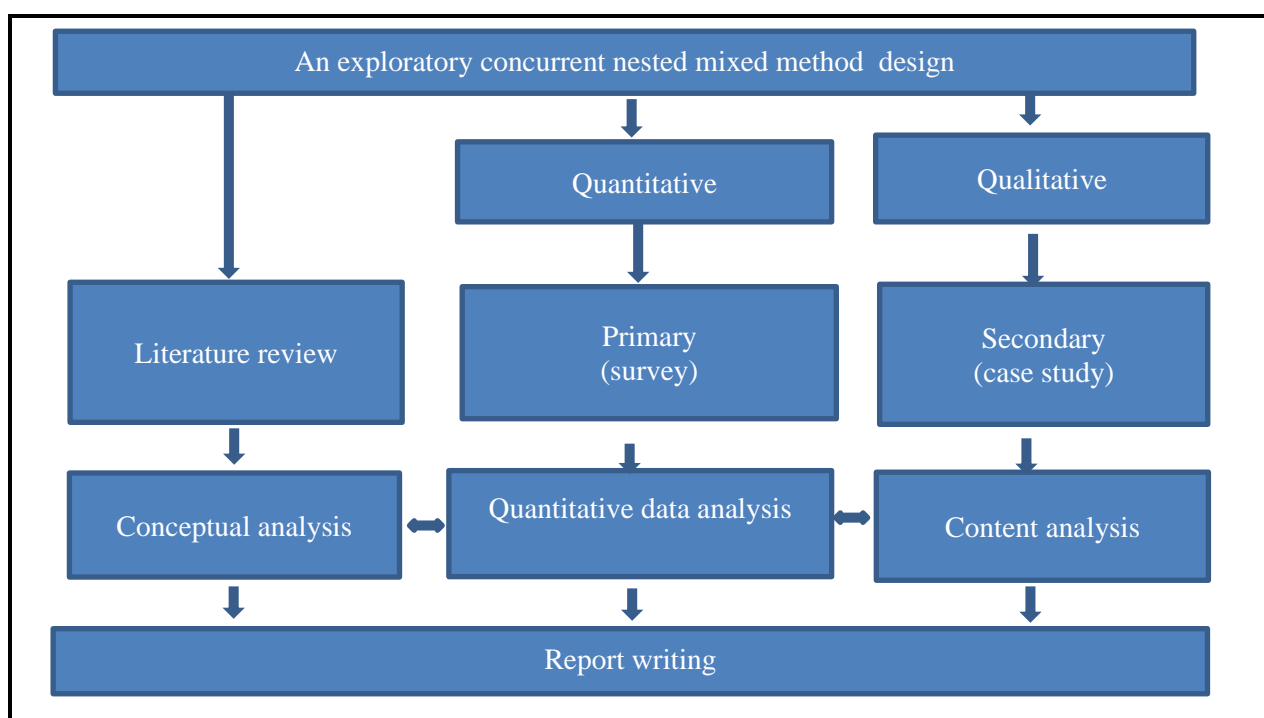 An exploratory concurrent nested mixed method design
Quantitative
Qualitative
Literature review
Primary
(survey)
Secondary
(case study)
Conceptual analysis
Quantitative data analysis
Content analysis
Report writing